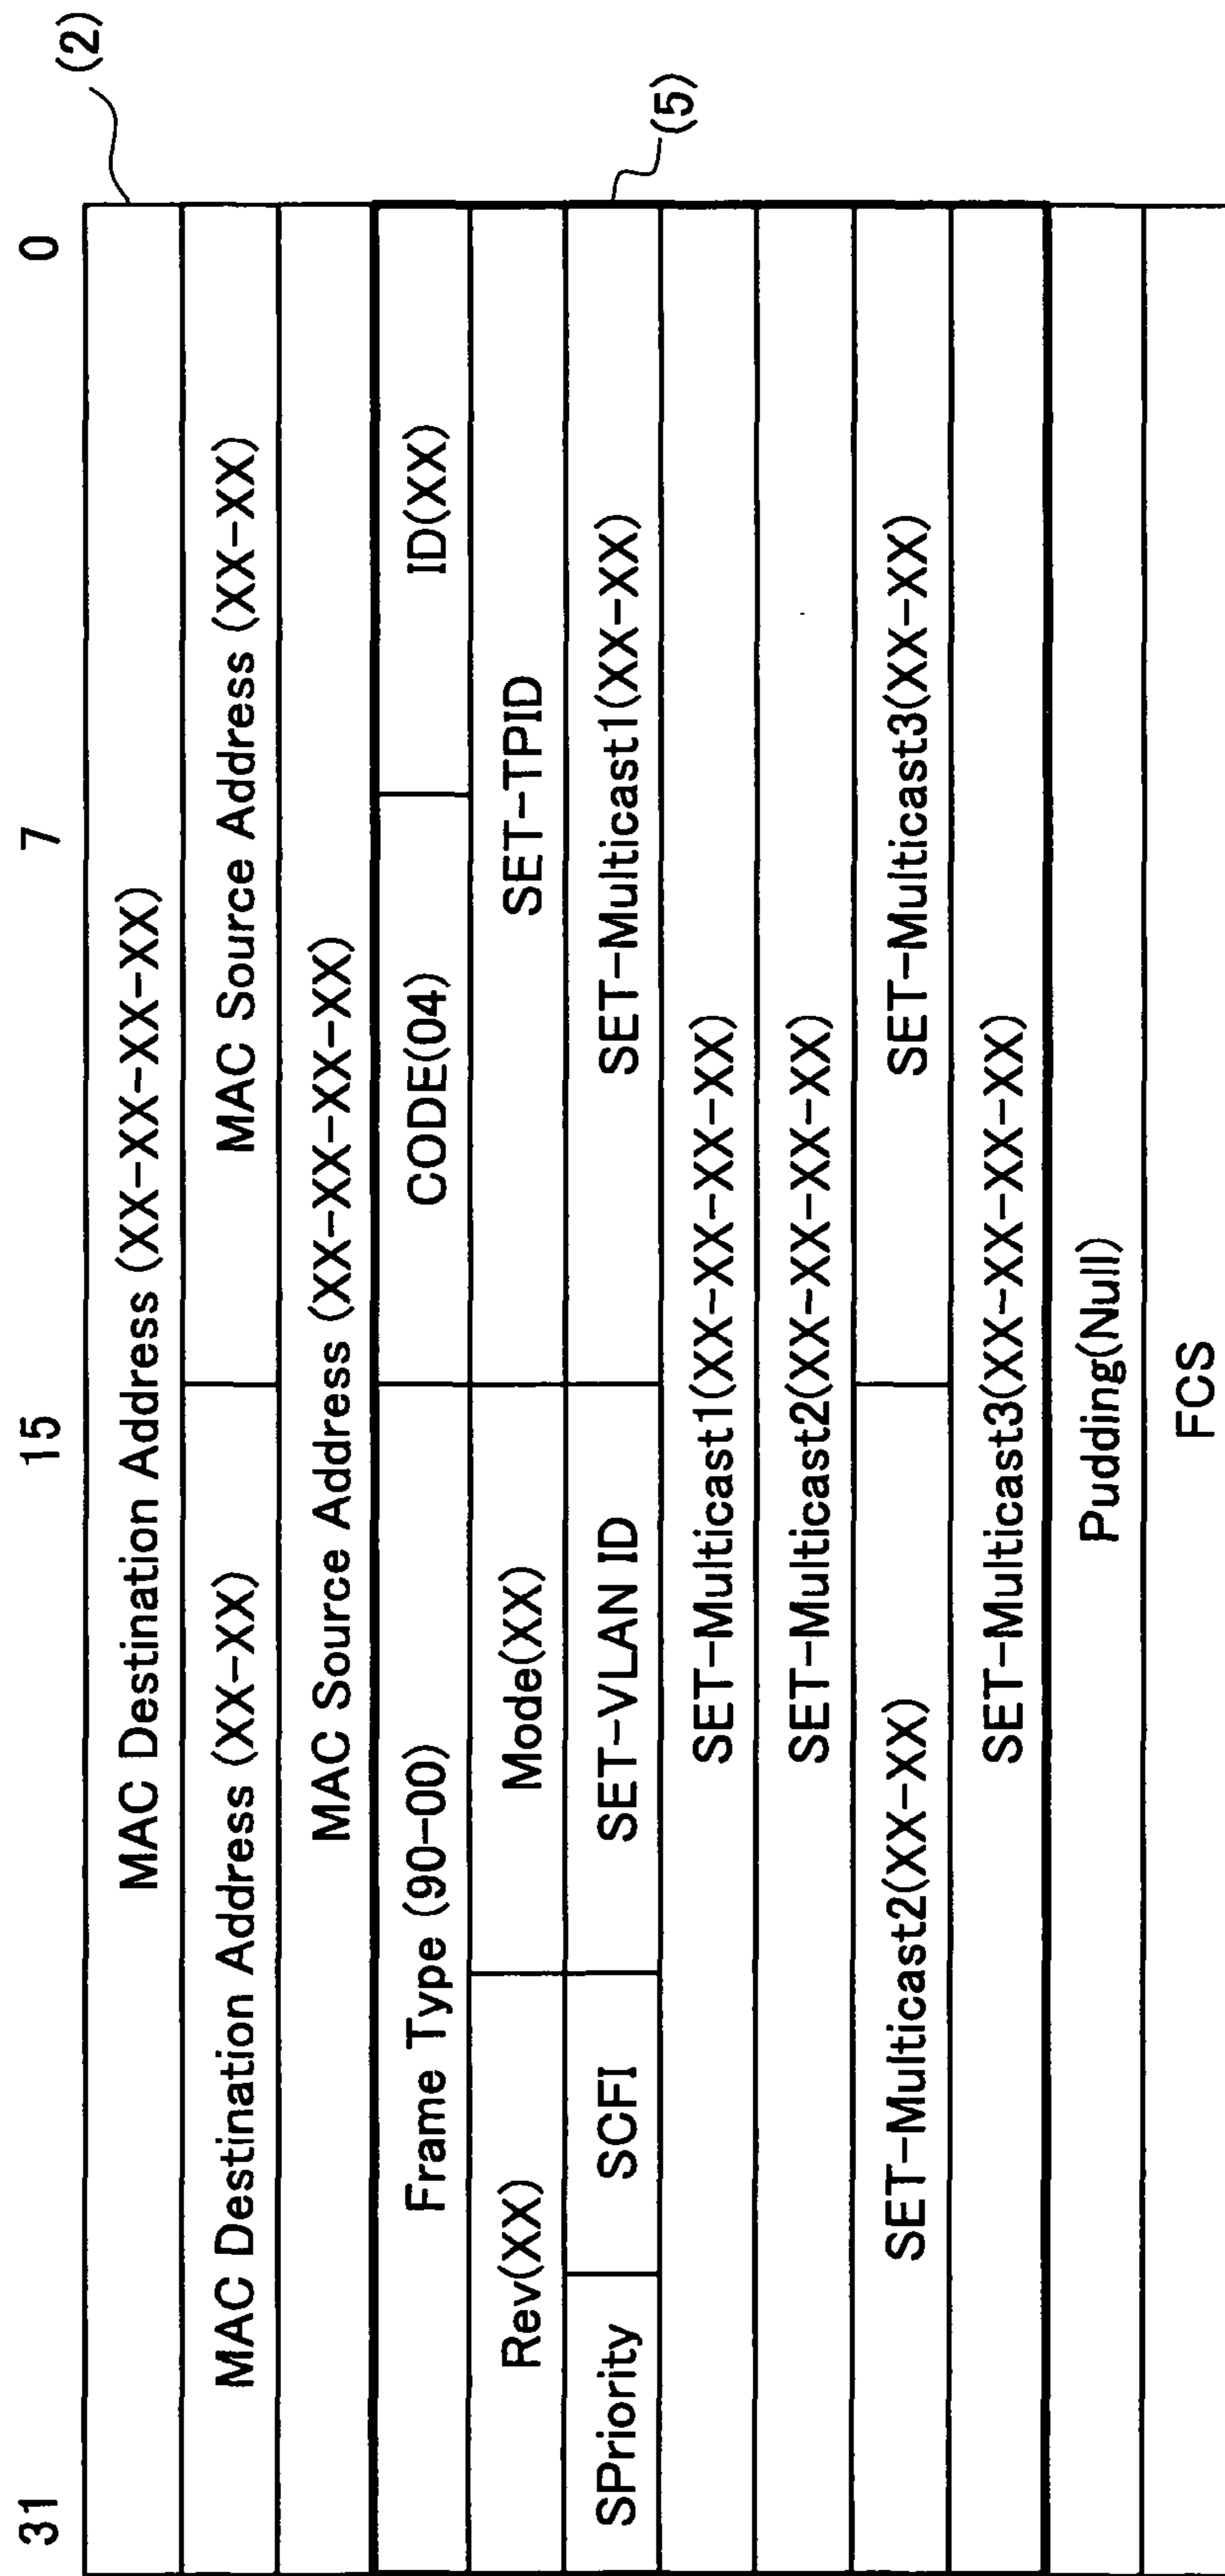 31 15 7 0
(2)
MAC Destination Address (XX-XX-XX-XX)
MAC Destination Address (XX-XX) MAC Source Address (XX-XX)
MAC Source Address (XX-XX-XX-XX)
Frame Type (90-00) CODE(04) ID(XX)
Rev(XX) Mode(XX) SET-TPID
SPriority SCFI SET-VLAN ID SET-Multicast1(XX-XX)
(5)
SET-Multicast1(XX-XX-XX-XX)
SET-Multicast2(XX-XX-XX-XX)
SET-Multicast2(XX-XX) SET-Multicast3(XX-XX)
SET-Multicast3(XX-XX-XX-XX)
Pudding(Null)
FCS